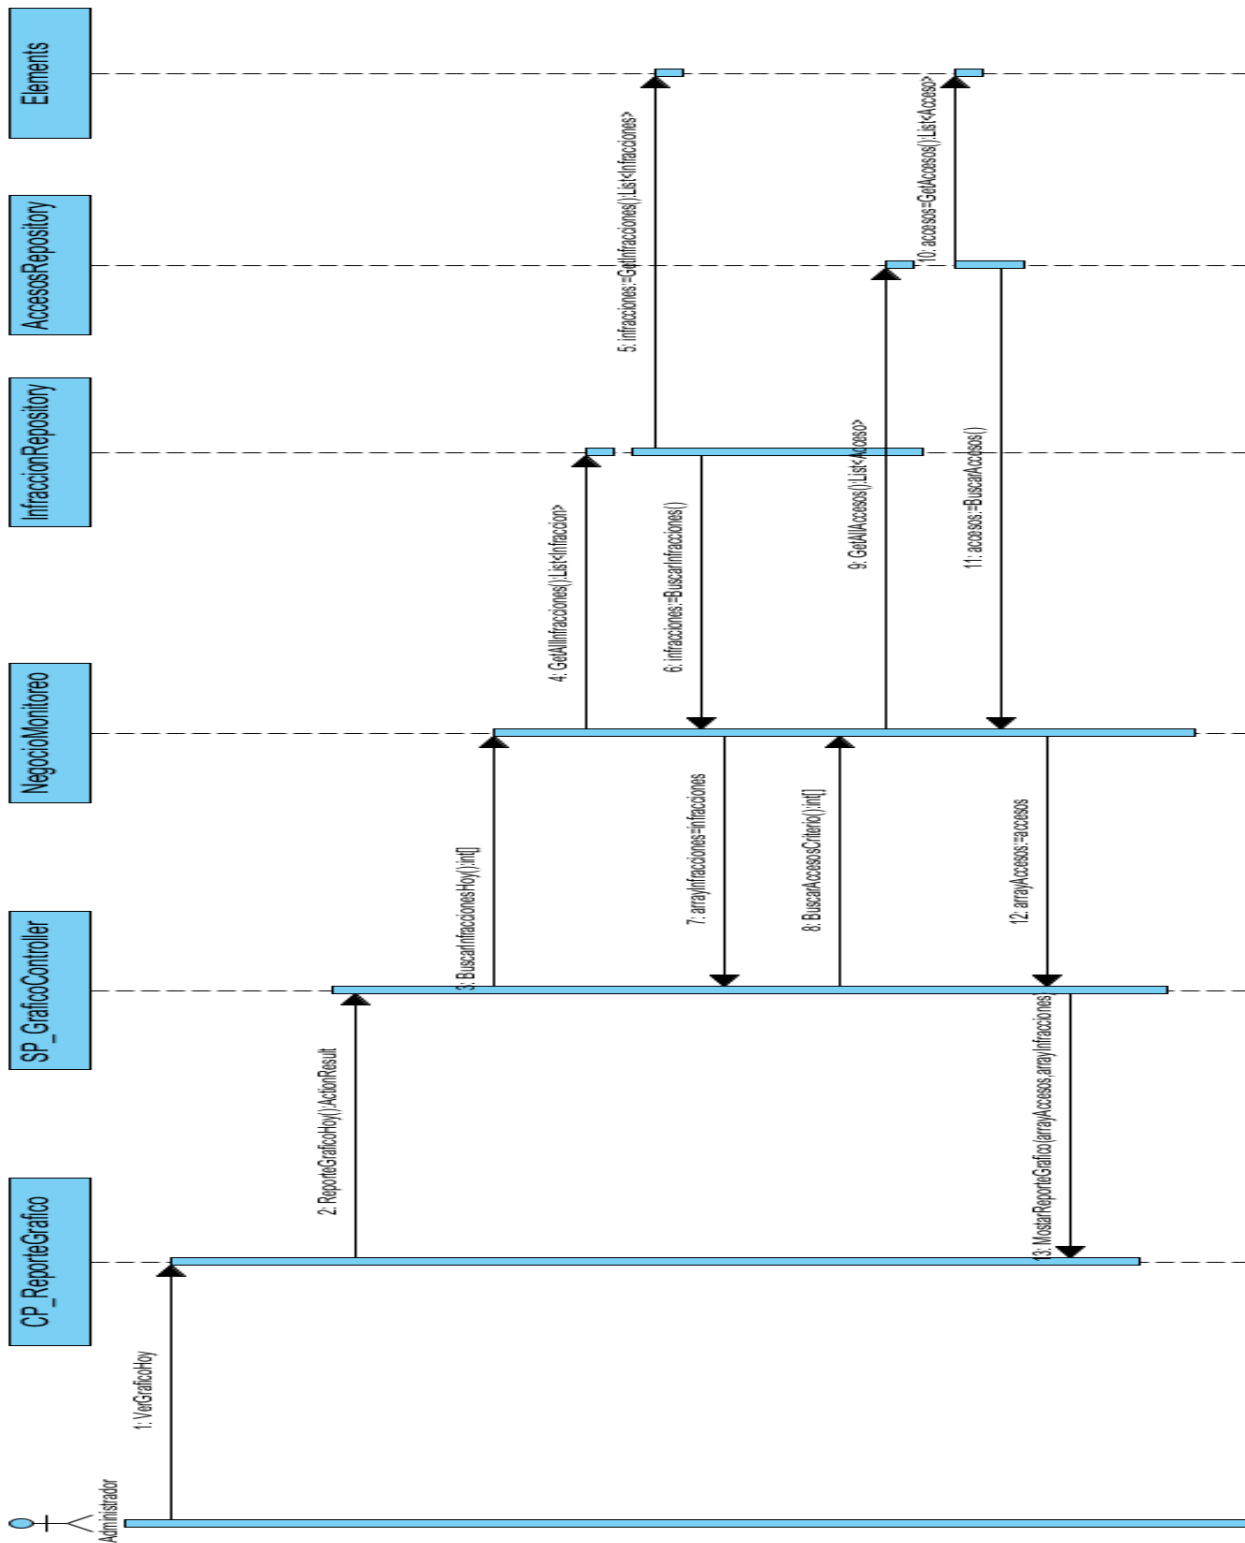 Administrador
CP_ReporteGrafico
SP_GraficoController
NegocioMonitoreo
InfraccionRepository
AccesosRepository
Elements
1: VerGraficoHoy
2: ReporteGraficoHoy():ActionResult
3: BuscarInfraccionesHoy():int[]
4: GetAllInfracciones():List<Infraccion>
5: infracciones:=GetInfracciones():List<Infracciones>
6: infracciones:=BuscarInfracciones()
7: arrayInfracciones=infracciones
8: BuscarAccesosCriterio():int[]
9: GetAllAccesos():List<Acceso>
10: accesos=GetAccesos():List<Acceso>
11: accesos:=BuscarAccesos()
12: arrayAccesos:=accesos
13: MostarReporteGrafico(arrayAccesos,arrayInfracciones)